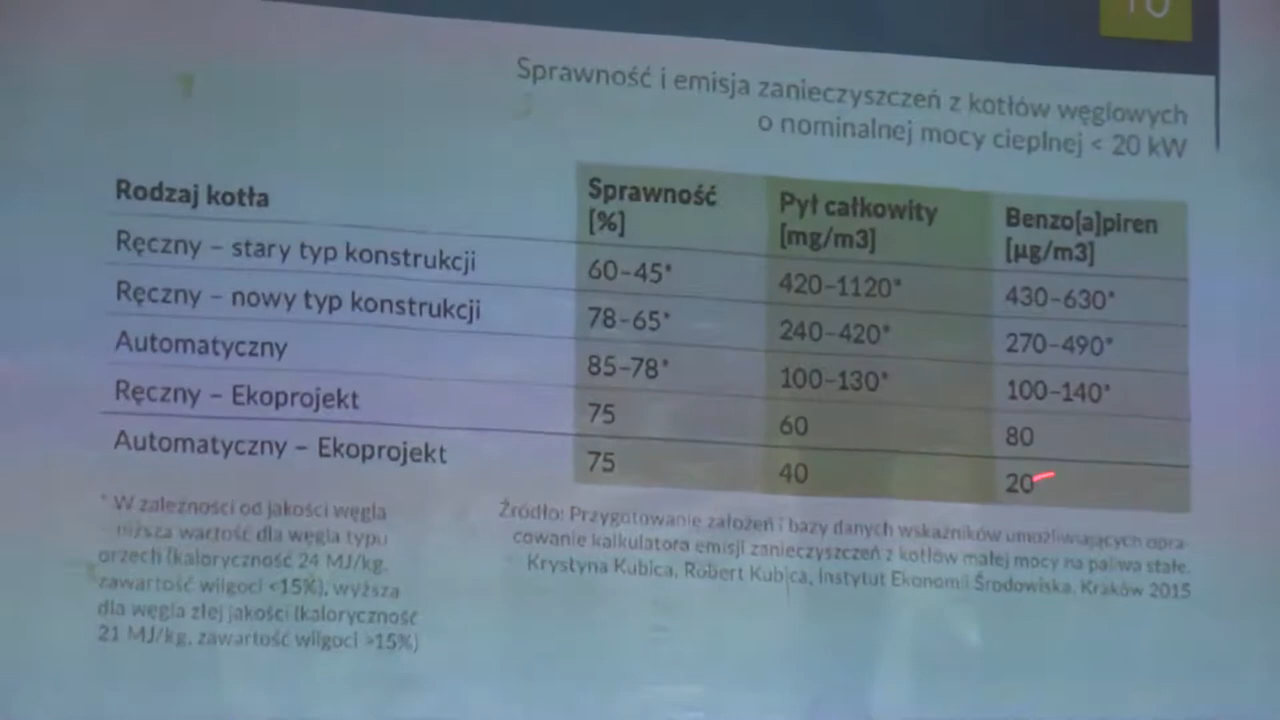 10
Sprawność i emisja zanieczyszczeń z kotłów węglowych
o nominalnej mocy cieplnej < 20 kW
Rodzaj kotła Sprawność [%] Pył całkowity [mg/m3] Benzo[a]piren [µg/m3]
Ręczny – stary typ konstrukcji 60-45* 420-1120* 430-630*
Ręczny – nowy typ konstrukcji 78-65* 240-420* 270-490*
Automatyczny 85-78* 100-130* 100-140*
Ręczny – Ekoprojekt 75 60 80
Automatyczny – Ekoprojekt 75 40 20
* W zależności od jakości węgla
niższa wartość dla węgla typu
orzech (kaloryczność 24 MJ/kg,
zawartość wilgoci <15%), wyższa
dla węgla złej jakości (kaloryczność
21 MJ/kg, zawartość wilgoci >15%)
Źródło: Przygotowanie założeń i bazy danych wskaźników umożliwiających opra-
cowanie kalkulatora emisji zanieczyszczeń z kotłów małej mocy na paliwa stałe.
Krystyna Kubica, Robert Kubica, Instytut Ekonomii Środowiska, Kraków 2015